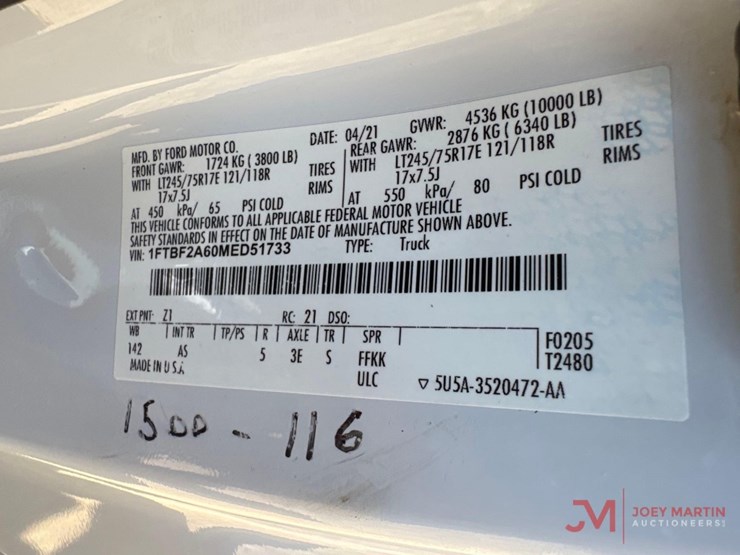 MFD. BY FORD MOTOR CO.
DATE: 04/21
GVWR: 4536 KG (10000 LB)
FRONT GAWR: 1724 KG ( 3800 LB)
REAR GAWR: 2876 KG ( 6340 LB)
WITH LT245/75R17E 121/118R TIRES
WITH LT245/75R17E 121/118R TIRES
17x7.5J RIMS
17x7.5J RIMS
AT 450 kPa/ 65 PSI COLD
AT 550 kPa/ 80 PSI COLD
THIS VEHICLE CONFORMS TO ALL APPLICABLE FEDERAL MOTOR VEHICLE
SAFETY STANDARDS IN EFFECT ON THE DATE OF MANUFACTURE SHOWN ABOVE.
VIN: 1FTBF2A60MED51733 TYPE: Truck
EXT PNT: Z1 RC: 21 DSO:
WB INT TR TP/PS R AXLE TR SPR
142 AS 5 3E S FFKK
ULC
MADE IN U.S.A.
F0205
T2480
▽ 5U5A-3520472-AA
1500 - 116
JM JOEY MARTIN
AUCTIONEERS LLC